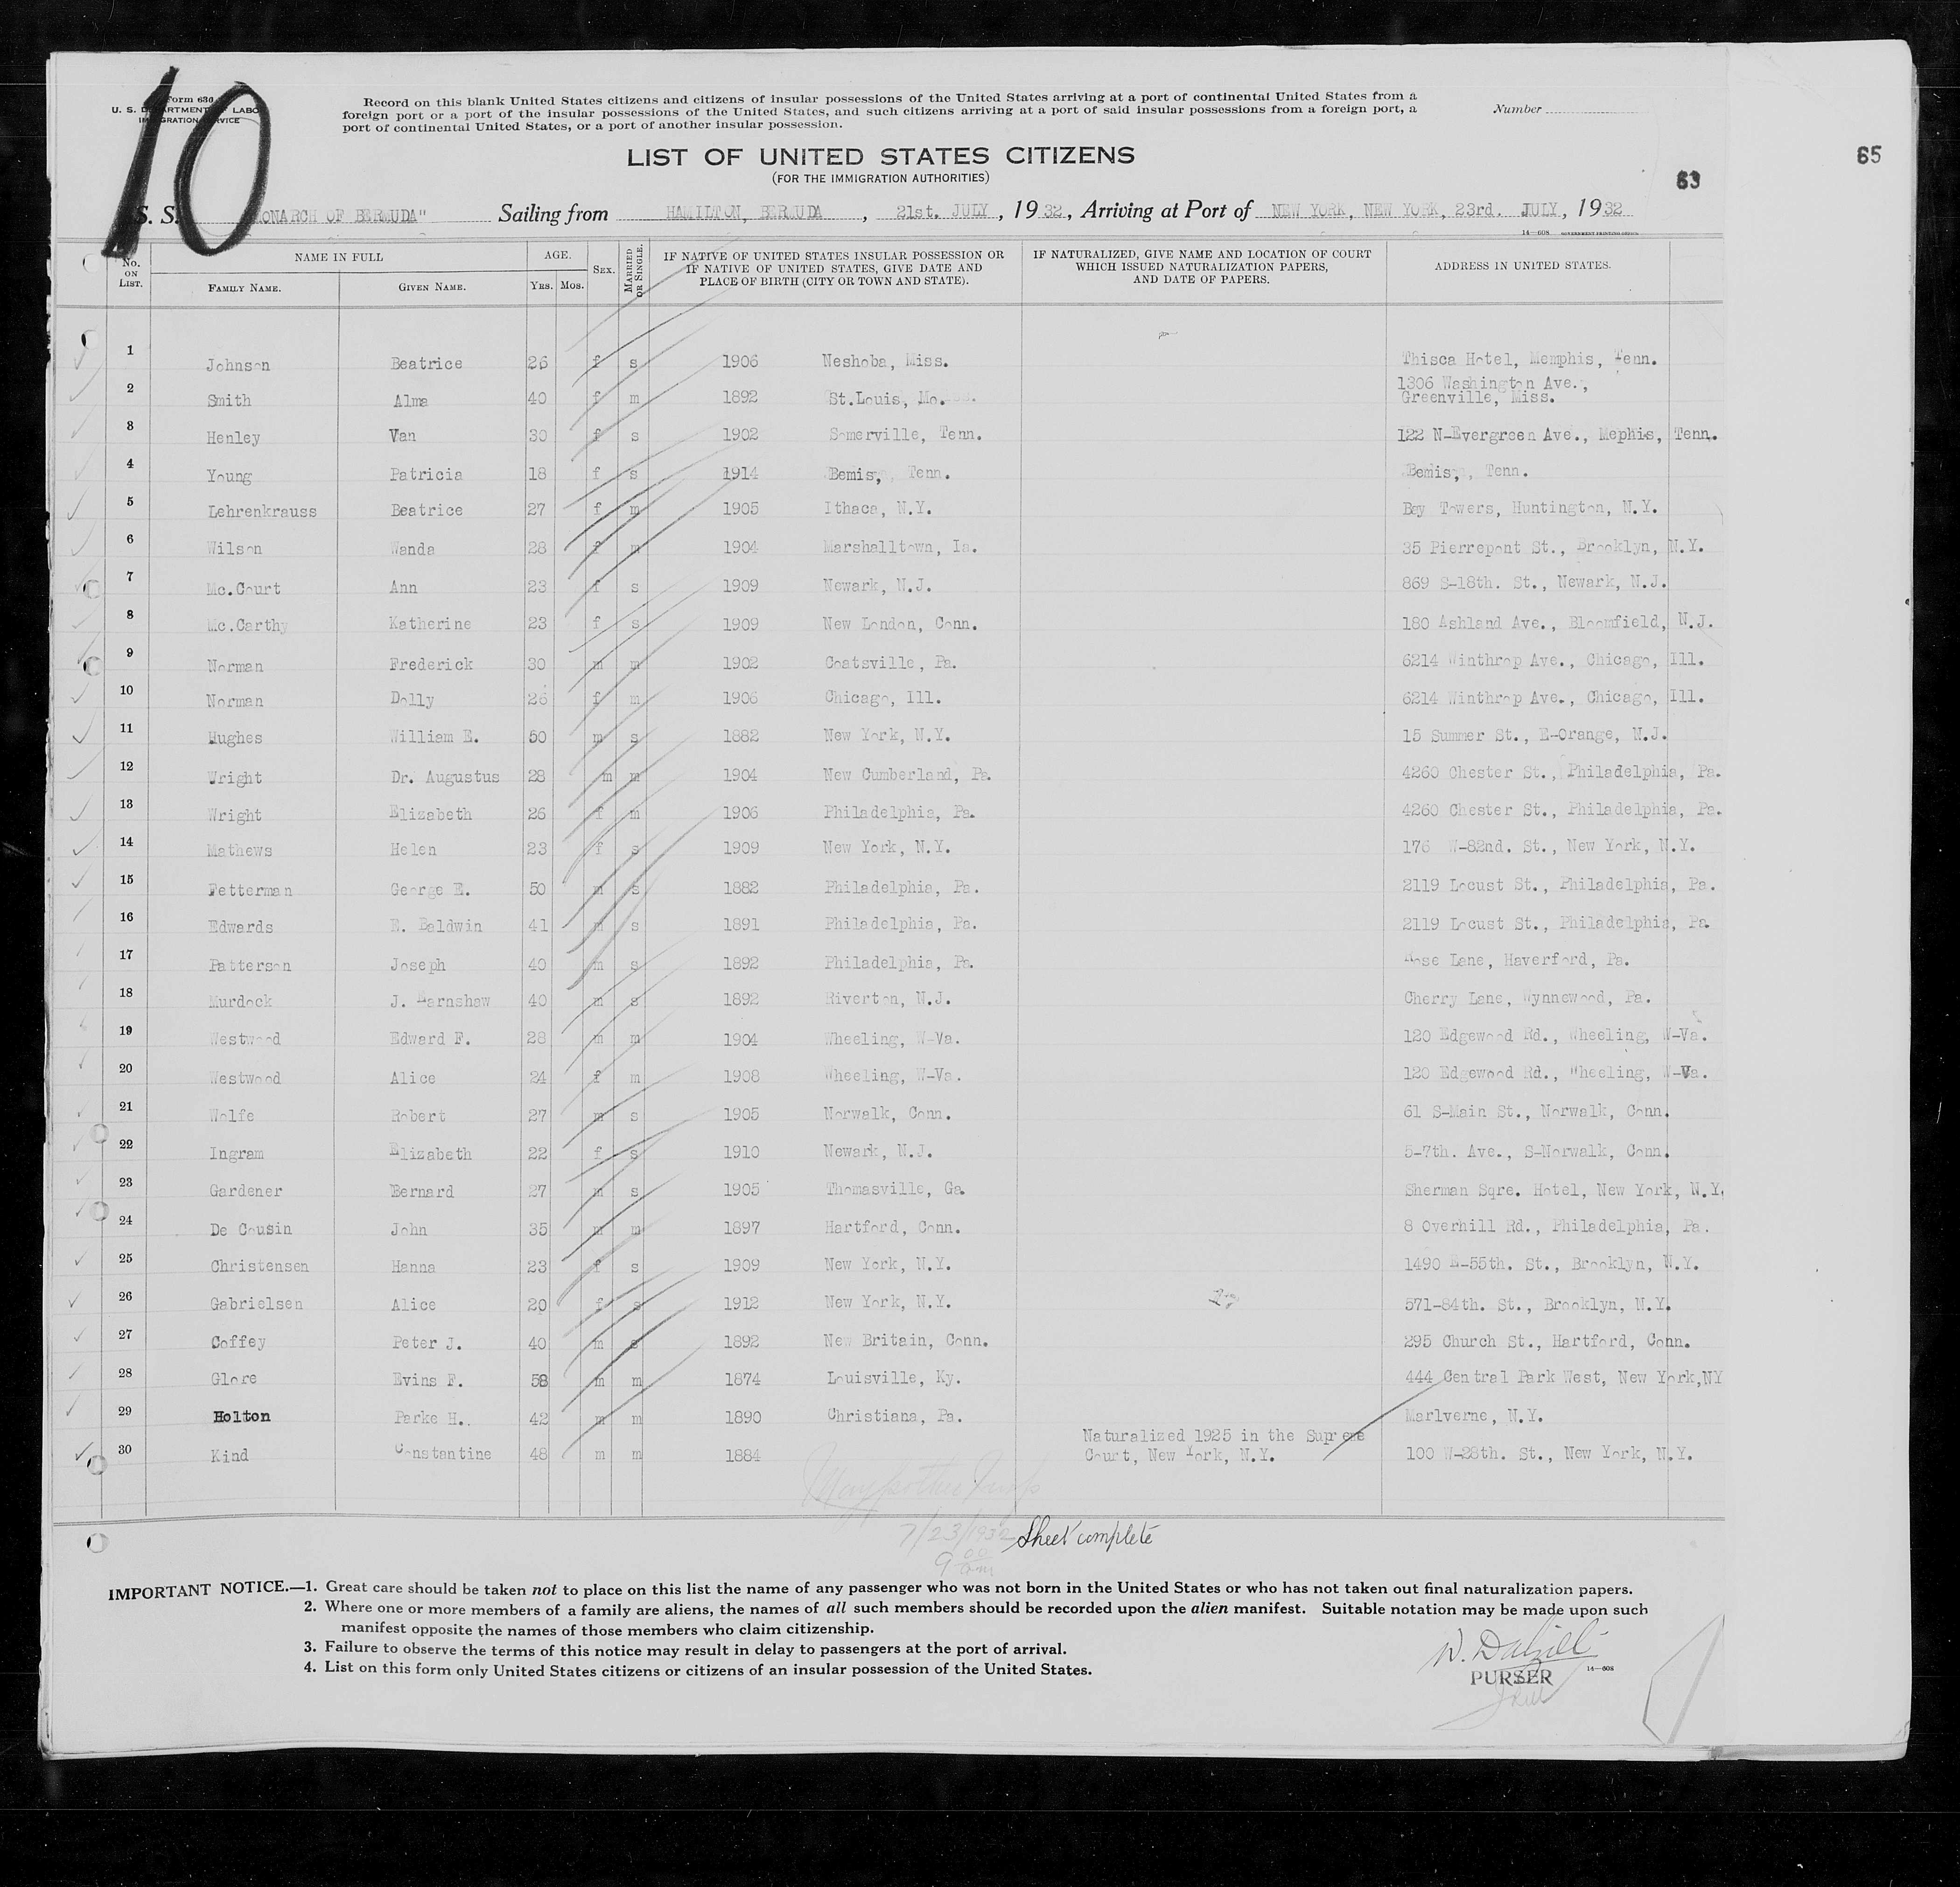 10
Form 630
U. S. DEPARTMENT OF LABOR
IMMIGRATION SERVICE
Record on this blank United States citizens and citizens of insular possessions of the United States arriving at a port of continental United States from a
foreign port or a port of the insular possessions of the United States, and such citizens arriving at a port of said insular possessions from a foreign port, a
port of continental United States, or a port of another insular possession.
Number
65
LIST OF UNITED STATES CITIZENS
(FOR THE IMMIGRATION AUTHORITIES)
63
S. S. MONARCH OF BERMUDA" Sailing from HAMILTON, BERMUDA, 21st. JULY, 1932, Arriving at Port of NEW YORK, NEW YORK, 23rd. JULY, 1932
14—608 GOVERNMENT PRINTING OFFICE
No. ON LIST. NAME IN FULL AGE. SEX. MARRIED OR SINGLE. IF NATIVE OF UNITED STATES INSULAR POSSESSION OR IF NATIVE OF UNITED STATES, GIVE DATE AND PLACE OF BIRTH (CITY OR TOWN AND STATE). IF NATURALIZED, GIVE NAME AND LOCATION OF COURT WHICH ISSUED NATURALIZATION PAPERS, AND DATE OF PAPERS. ADDRESS IN UNITED STATES.
FAMILY NAME. GIVEN NAME. YRS. MOS.
1 Johnson Beatrice 26 f s 1906 Neshoba, Miss. Thisca Hotel, Memphis, Tenn.
2 Smith Alma 40 f m 1892 St.Louis, Mo. 1306 Washington Ave.,
Greenville, Miss.
3 Henley Van 30 f s 1902 Somerville, Tenn. 122 N-Evergreen Ave., Mephis, Tenn.
4 Young Patricia 18 f s 1914 Bemis, Tenn. Bemis, Tenn.
5 Lehrenkrauss Beatrice 27 f m 1905 Ithaca, N.Y. Bay Towers, Huntington, N.Y.
6 Wilson Wanda 28 f m 1904 Marshalltown, Ia. 35 Pierrepont St., Brooklyn, N.Y.
7 Mc.Court Ann 23 f s 1909 Newark, N.J. 869 S-18th. St., Newark, N.J.
8 Mc.Carthy Katherine 23 f s 1909 New London, Conn. 180 Ashland Ave., Bloomfield, N.J.
9 Norman Frederick 30 m m 1902 Coatsville, Pa. 6214 Winthrop Ave., Chicago, Ill.
10 Norman Dolly 26 f m 1906 Chicago, Ill. 6214 Winthrop Ave., Chicago, Ill.
11 Hughes William E. 50 m s 1882 New York, N.Y. 15 Summer St., E-Orange, N.J.
12 Wright Dr. Augustus 28 m m 1904 New Cumberland, Pa. 4260 Chester St., Philadelphia, Pa.
13 Wright Elizabeth 26 f m 1906 Philadelphia, Pa. 4260 Chester St., Philadelphia, Pa.
14 Mathews Helen 23 f s 1909 New York, N.Y. 176 W-82nd. St., New York, N.Y.
15 Fetterman George E. 50 m s 1882 Philadelphia, Pa. 2119 Locust St., Philadelphia, Pa.
16 Edwards E. Baldwin 41 m s 1891 Philadelphia, Pa. 2119 Locust St., Philadelphia, Pa.
17 Patterson Joseph 40 m s 1892 Philadelphia, Pa. Rose Lane, Haverford, Pa.
18 Murdock J. Earnshaw 40 m s 1892 Riverton, N.J. Cherry Lane, Wynnewood, Pa.
19 Westwood Edward F. 28 m m 1904 Wheeling, W-Va. 120 Edgewood Rd., Wheeling, W-Va.
20 Westwood Alice 24 f m 1908 Wheeling, W-Va. 120 Edgewood Rd., Wheeling, W-Va.
21 Wolfe Robert 27 m s 1905 Norwalk, Conn. 61 S-Main St., Norwalk, Conn.
22 Ingram Elizabeth 22 f s 1910 Newark, N.J. 5-7th. Ave., S-Norwalk, Conn.
23 Gardener Bernard 27 m s 1905 Thomasville, Ga. Sherman Sqre. Hotel, New York, N.Y.
24 De Cousin John 35 m m 1897 Hartford, Conn. 8 Overhill Rd., Philadelphia, Pa.
25 Christensen Hanna 23 f s 1909 New York, N.Y. 1490 E-55th. St., Brooklyn, N.Y.
26 Gabrielsen Alice 20 f s 1912 New York, N.Y. 571-84th. St., Brooklyn, N.Y.
27 Coffey Peter J. 40 m s 1892 New Britain, Conn. 295 Church St., Hartford, Conn.
28 Glore Evins F. 58 m m 1874 Louisville, Ky. 444 Central Park West, New York,NY
29 Holton Parke H. 42 m m 1890 Christiana, Pa. Marlverne, N.Y.
30 Kind Constantine 48 m m 1884 Naturalized 1925 in the Supreme
Court, New York, N.Y. 100 W-28th. St., New York, N.Y.
7/23/1932 Sheet complete
9 00 am
IMPORTANT NOTICE.—1. Great care should be taken not to place on this list the name of any passenger who was not born in the United States or who has not taken out final naturalization papers.
2. Where one or more members of a family are aliens, the names of all such members should be recorded upon the alien manifest. Suitable notation may be made upon such
manifest opposite the names of those members who claim citizenship.
3. Failure to observe the terms of this notice may result in delay to passengers at the port of arrival.
4. List on this form only United States citizens or citizens of an insular possession of the United States.
W. Dalziel
PURSER
14—608